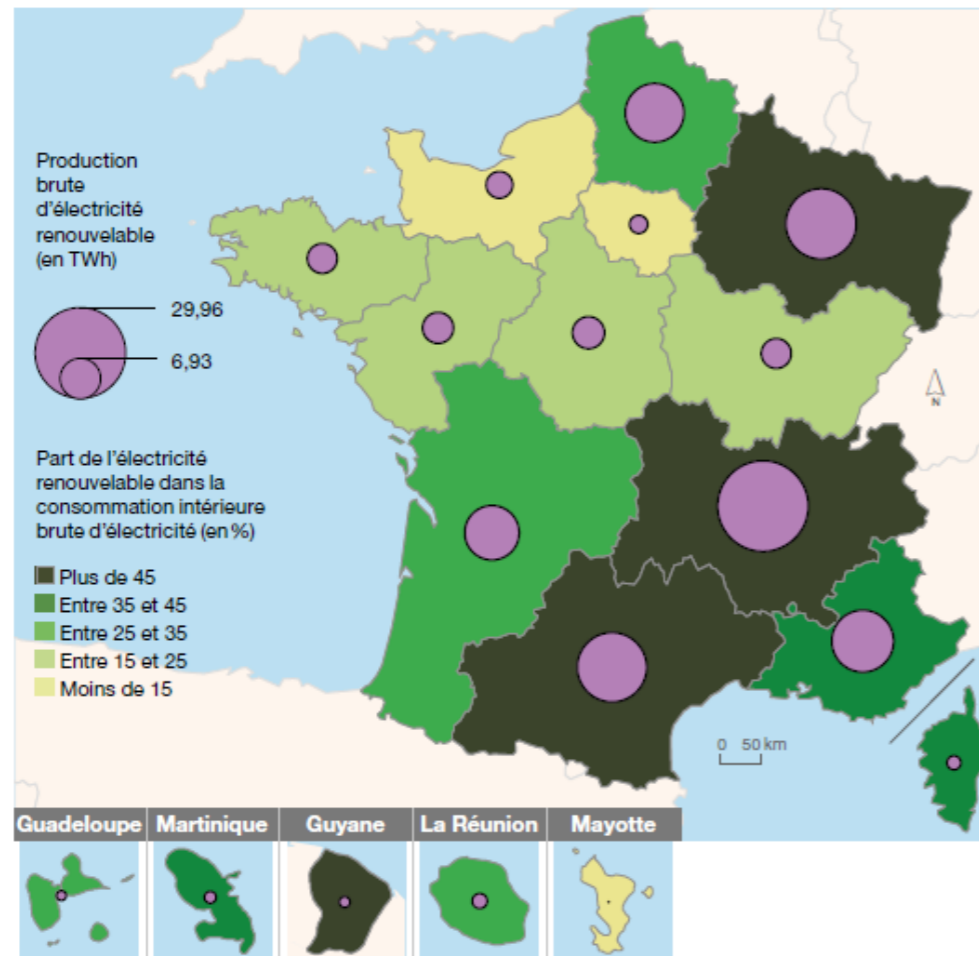 Production
brute
d'électricité
renouvelable
(en TWh)
29,96
6,93
Part de l'électricité
renouvelable dans la
consommation intérieure
brute d'électricité (en %)
Plus de 45
Entre 35 et 45
Entre 25 et 35
Entre 15 et 25
Moins de 15
N
0 50 km
Guadeloupe
Martinique
Guyane
La Réunion
Mayotte